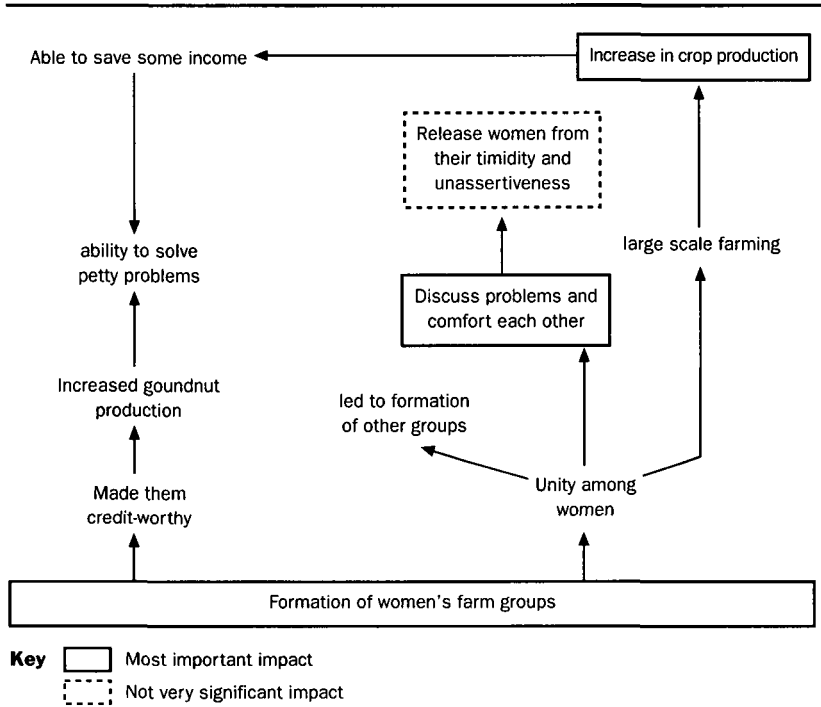 Able to save some income
Increase in crop production
Release women from
their timidity and
unassertiveness
ability to solve
petty problems
large scale farming
Discuss problems and
comfort each other
Increased goundnut
production
led to formation
of other groups
Made them
credit-worthy
Unity among
women
Formation of women's farm groups
Key
Most important impact
Not very significant impact